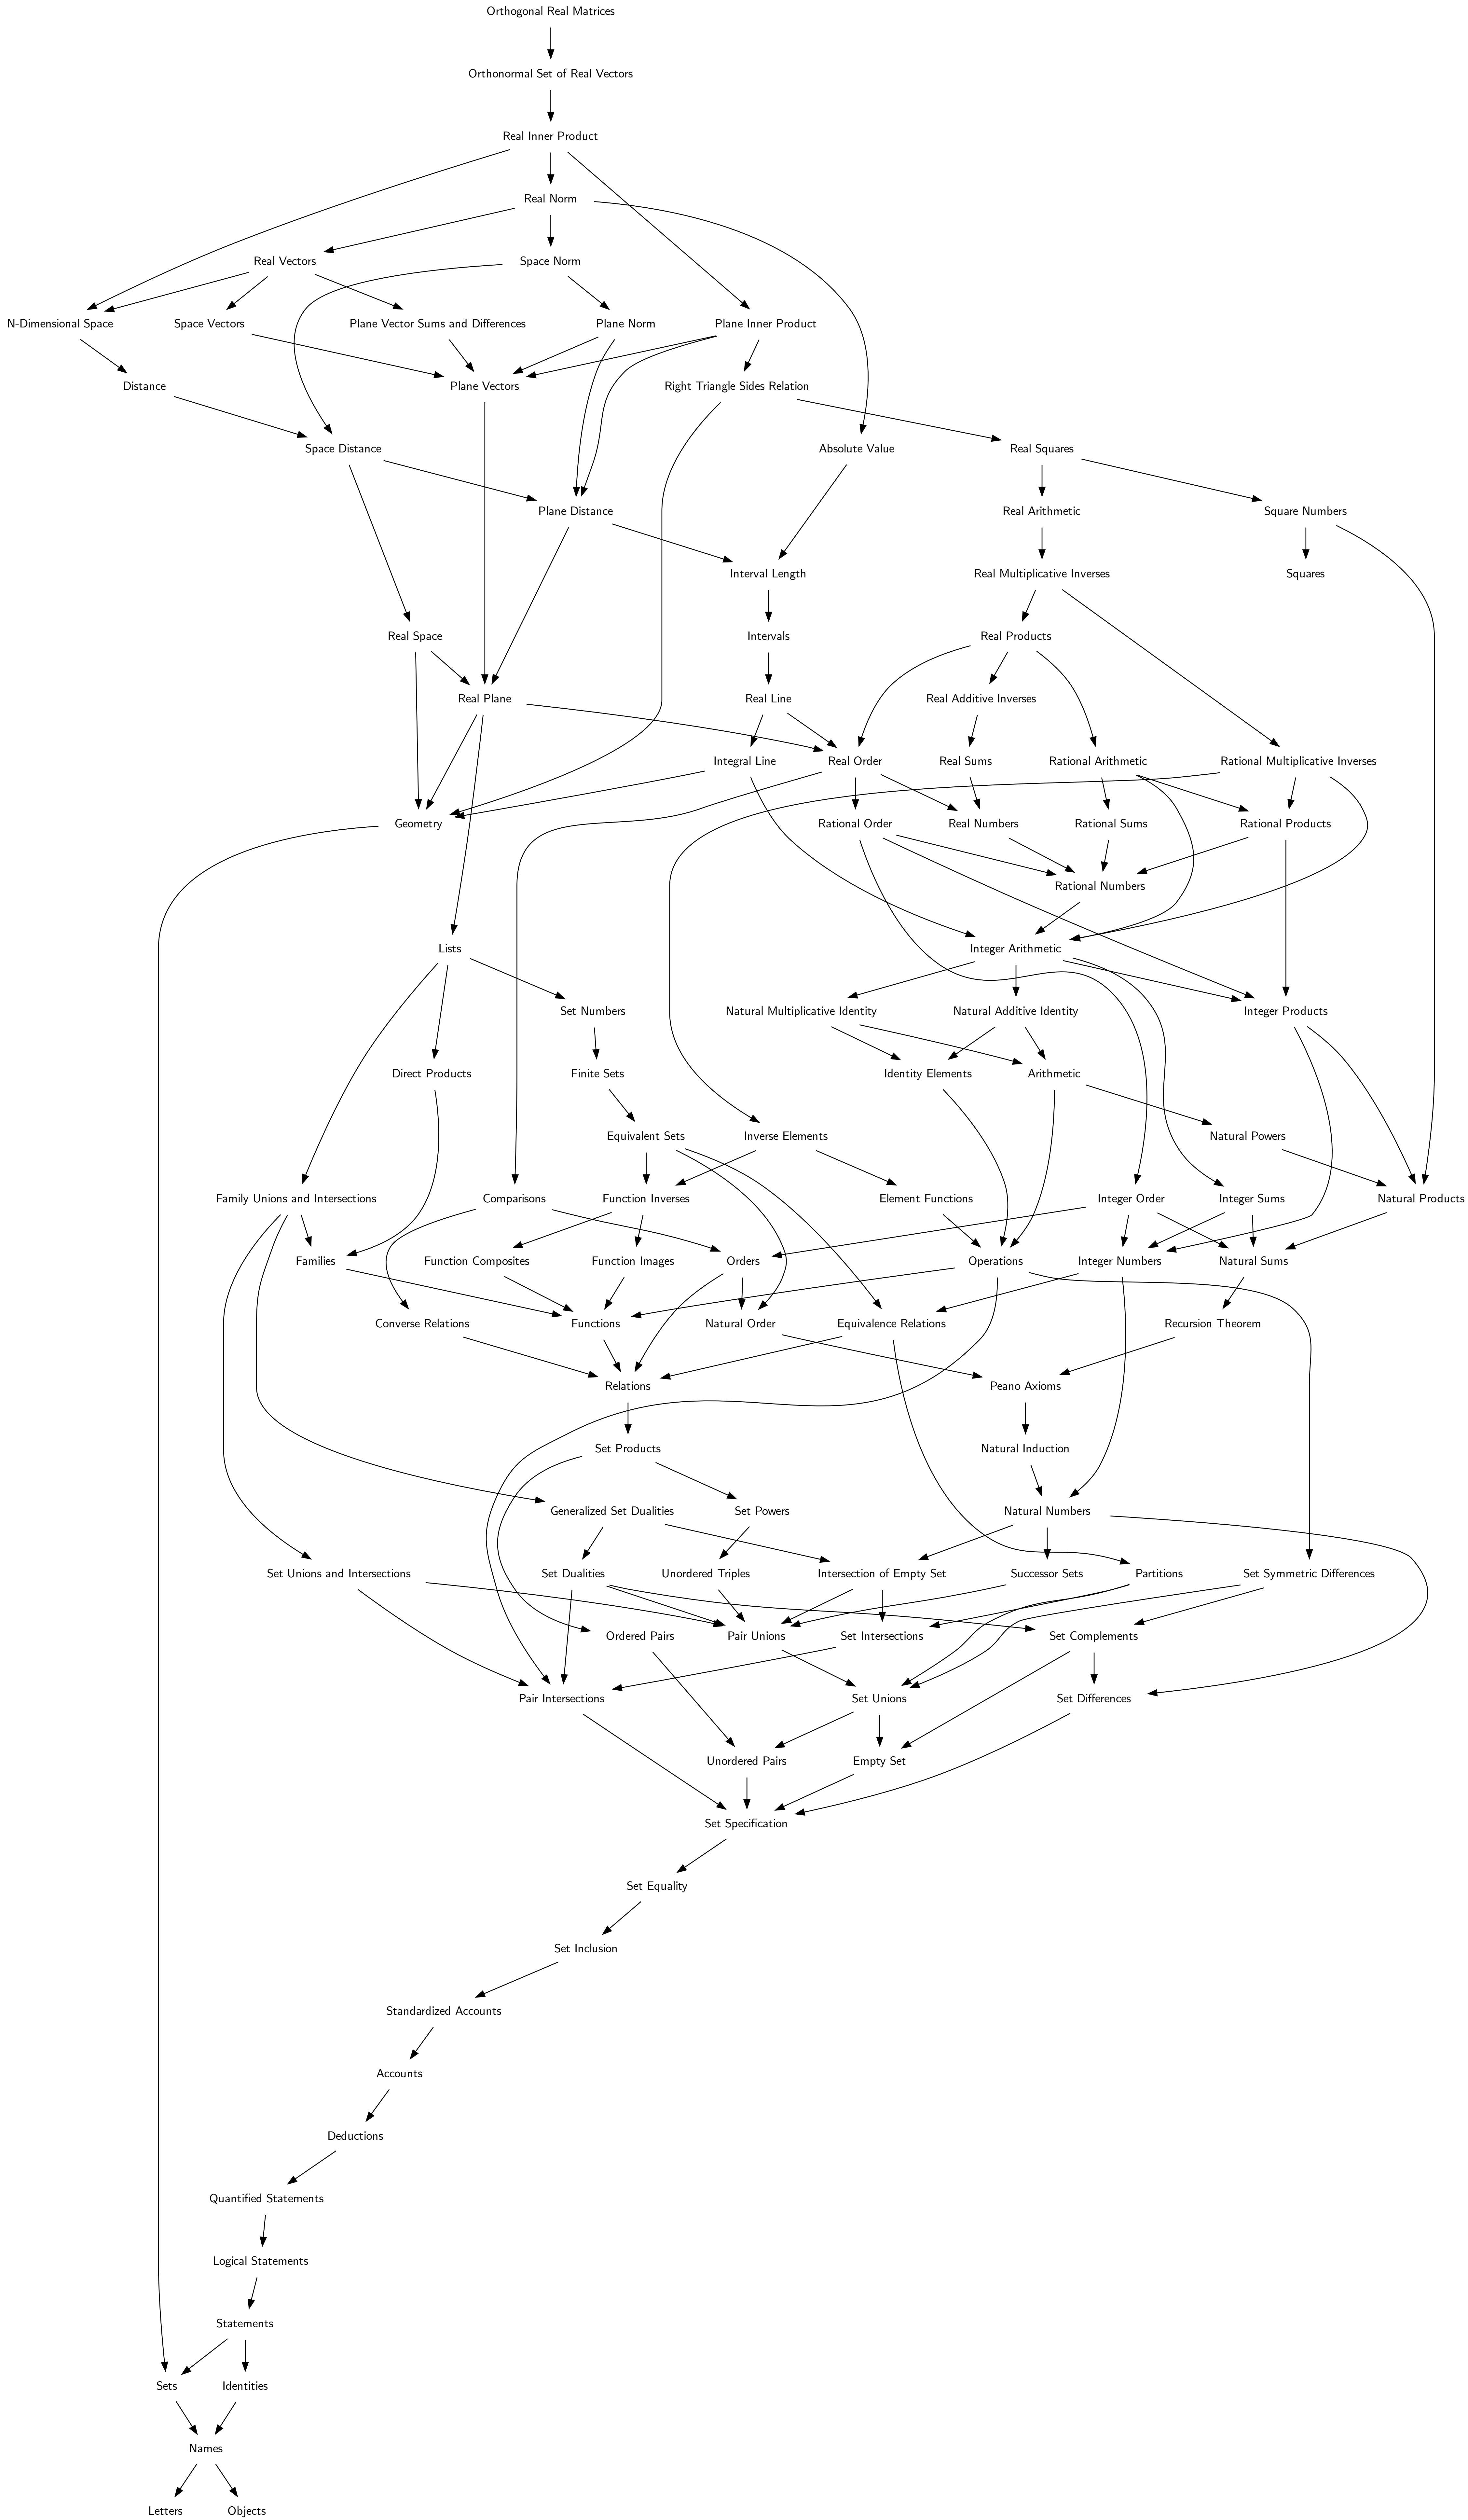 Orthogonal Real Matrices
Orthonormal Set of Real Vectors
Real Inner Product
Real Norm
Real Vectors
Space Norm
N-Dimensional Space
Space Vectors
Plane Vector Sums and Differences
Plane Norm
Plane Inner Product
Distance
Plane Vectors
Right Triangle Sides Relation
Space Distance
Absolute Value
Real Squares
Plane Distance
Real Arithmetic
Square Numbers
Interval Length
Real Multiplicative Inverses
Squares
Real Space
Intervals
Real Products
Real Plane
Real Line
Real Additive Inverses
Integral Line
Real Order
Real Sums
Rational Arithmetic
Rational Multiplicative Inverses
Geometry
Rational Order
Real Numbers
Rational Sums
Rational Products
Rational Numbers
Lists
Integer Arithmetic
Set Numbers
Natural Multiplicative Identity
Natural Additive Identity
Integer Products
Direct Products
Finite Sets
Identity Elements
Arithmetic
Equivalent Sets
Inverse Elements
Natural Powers
Family Unions and Intersections
Comparisons
Function Inverses
Element Functions
Integer Order
Integer Sums
Natural Products
Families
Function Composites
Function Images
Orders
Operations
Integer Numbers
Natural Sums
Converse Relations
Functions
Natural Order
Equivalence Relations
Recursion Theorem
Relations
Peano Axioms
Set Products
Natural Induction
Generalized Set Dualities
Set Powers
Natural Numbers
Set Unions and Intersections
Set Dualities
Unordered Triples
Intersection of Empty Set
Successor Sets
Partitions
Set Symmetric Differences
Ordered Pairs
Pair Unions
Set Intersections
Set Complements
Pair Intersections
Set Unions
Set Differences
Unordered Pairs
Empty Set
Set Specification
Set Equality
Set Inclusion
Standardized Accounts
Accounts
Deductions
Quantified Statements
Logical Statements
Statements
Sets
Identities
Names
Letters
Objects